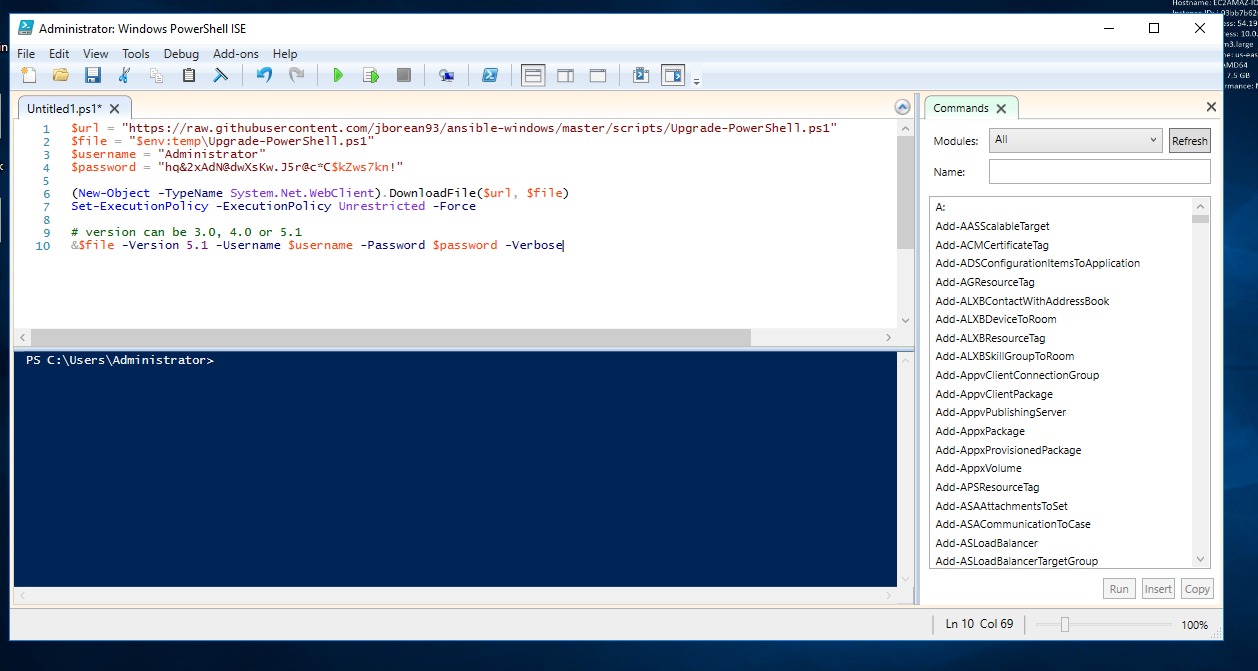 Hostname: EC2AMAZ-
Administrator: Windows PowerShell ISE
File Edit View Tools Debug Add-ons Help
m3.large
AMD64
7.5 GB
Untitled1.ps1*
1 $url = "https://raw.githubusercontent.com/jborean93/ansible-windows/master/scripts/Upgrade-PowerShell.ps1"
2 $file = "$env:temp\Upgrade-PowerShell.ps1"
3 $username = "Administrator"
4 $password = "hq&2xAdN@dwXsKw.J5r@c*C$kZws7kn!"
5
6 (New-Object -TypeName System.Net.WebClient).DownloadFile($url, $file)
7 Set-ExecutionPolicy -ExecutionPolicy Unrestricted -Force
8
9 # version can be 3.0, 4.0 or 5.1
10 &$file -Version 5.1 -Username $username -Password $password -Verbose
PS C:\Users\Administrator>
Commands
Modules: All Refresh
Name:
A:
Add-AASScalableTarget
Add-ACMCertificateTag
Add-ADSConfigurationItemsToApplication
Add-AGResourceTag
Add-ALXBContactWithAddressBook
Add-ALXBDeviceToRoom
Add-ALXBResourceTag
Add-ALXBSkillGroupToRoom
Add-AppvClientConnectionGroup
Add-AppvClientPackage
Add-AppvPublishingServer
Add-AppxPackage
Add-AppxProvisionedPackage
Add-AppxVolume
Add-APSResourceTag
Add-ASAAttachmentsToSet
Add-ASACommunicationToCase
Add-ASLoadBalancer
Add-ASLoadBalancerTargetGroup
Run Insert Copy
Ln 10 Col 69 100%